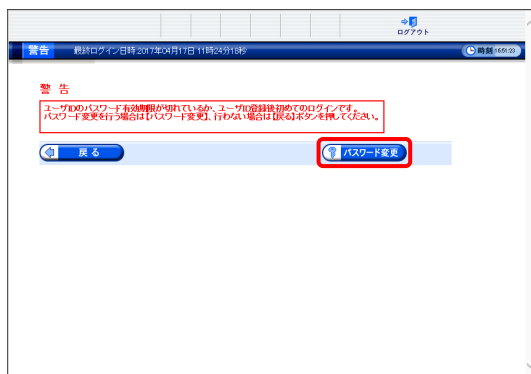 ログアウト
警告 最終ログイン日時:2017年04月17日 11時24分18秒 時刻 16:51:23
警 告
ユーザIDのパスワード有効期限が切れているか、ユーザID登録後初めてのログインです。
パスワード変更を行う場合は【パスワード変更】、行わない場合は【戻る】ボタンを押してください。
戻 る パスワード変更